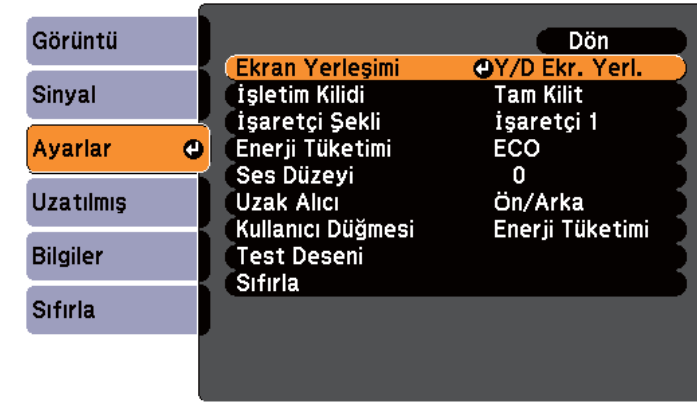 Görüntü
Sinyal
Ayarlar
Uzatılmış
Bilgiler
Sıfırla
Dön
Ekran Yerleşimi Y/D Ekr. Yerl.
İşletim Kilidi Tam Kilit
İşaretçi Şekli İşaretçi 1
Enerji Tüketimi ECO
Ses Düzeyi 0
Uzak Alıcı Ön/Arka
Kullanıcı Düğmesi Enerji Tüketimi
Test Deseni
Sıfırla